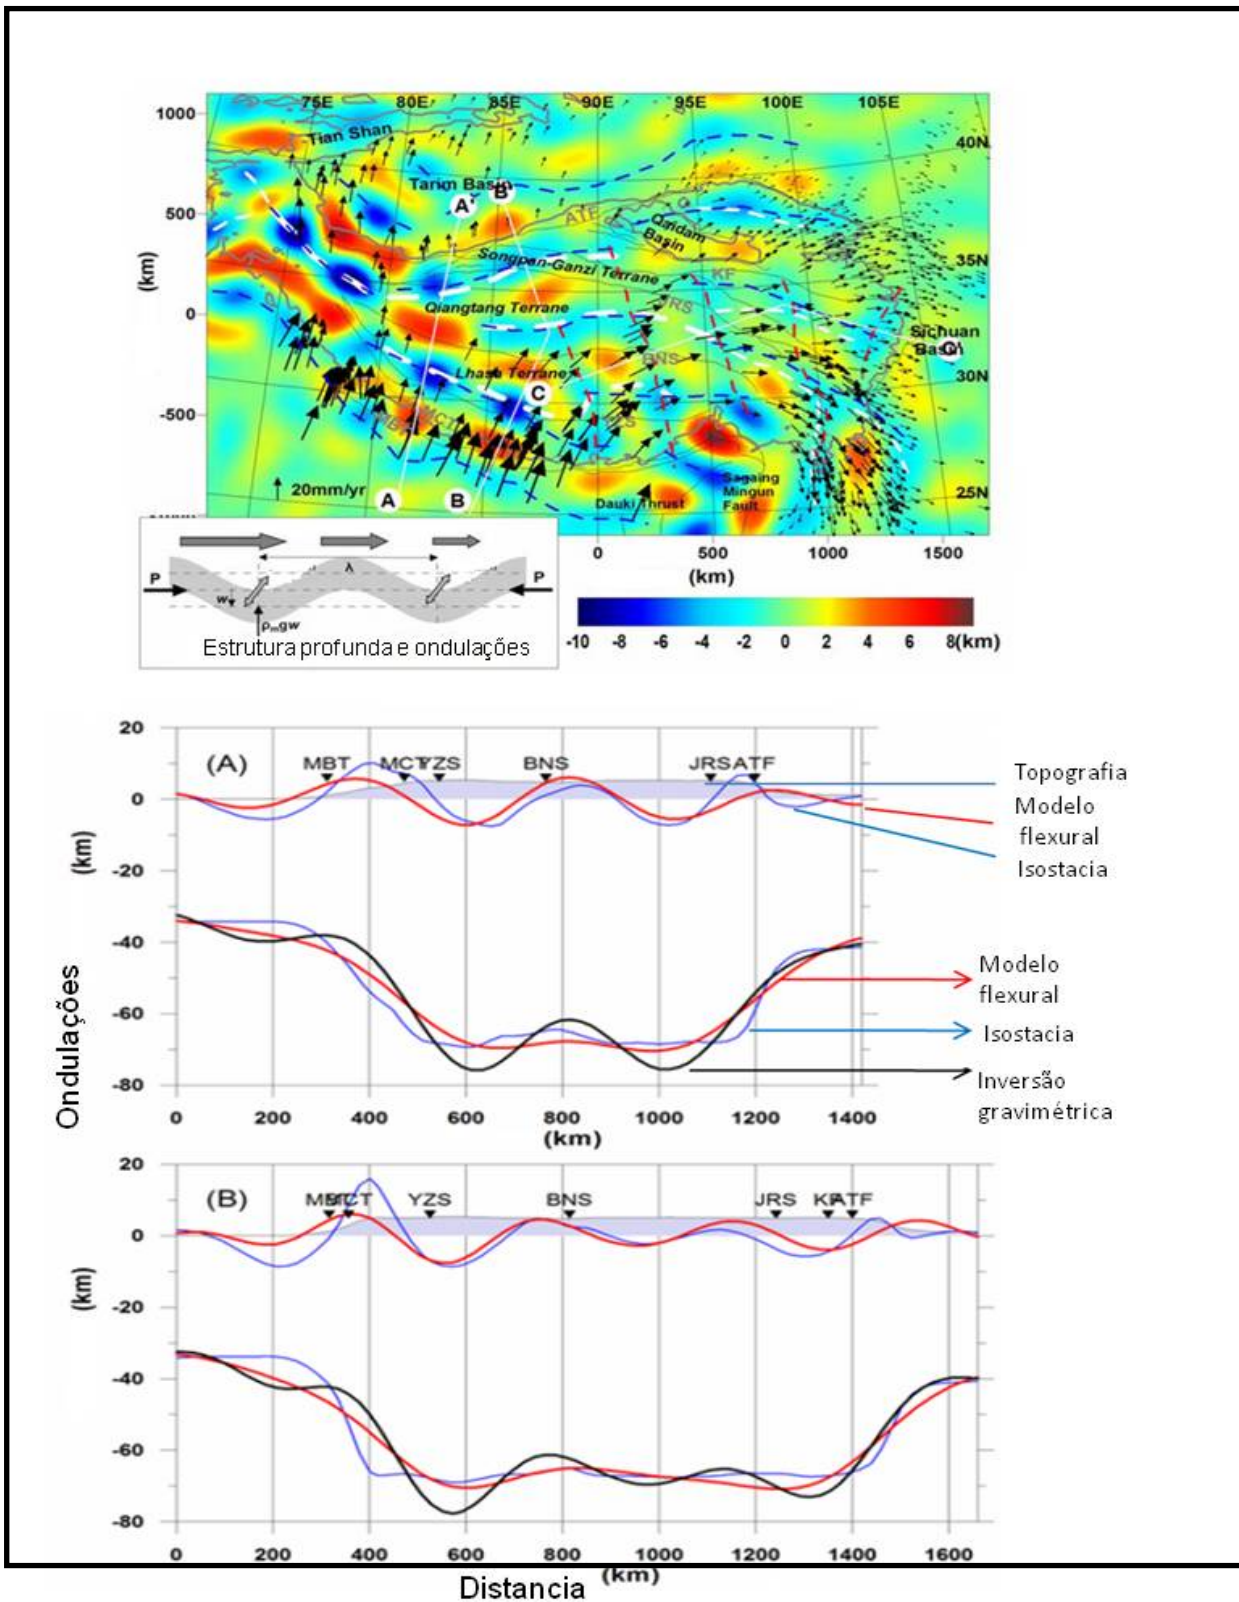 75E 80E 85E 90E 95E 100E 105E
1000
Tian Shan
40N
Tarim Basin
B'
A'
500
ATF
Qaidam
Basin
35N
(km)
Songpan-Ganzi Terrane
KF
Qiangtang Terrane
JRS
0
Sichuan
Basin
C'
BNS
30N
Lhasa Terrane
C
-500
MCT
A
B
20mm/yr
Dauki Thrust
Sagaing
Mingun
Fault
25N
0 500 1000 1500
(km)
P λ P
w
ρmgw
Estrutura profunda e ondulações
-10 -8 -6 -4 -2 0 2 4 6 8(km)
20
(A)
MBT MCT YZS BNS JRS ATF
0
Topografia
Modelo
flexural
Isostacia
(km)
-20
-40
-60
-80
Modelo
flexural
Isostacia
Inversão
gravimétrica
Ondulações
0 200 400 600 800 1000 1200 1400
(km)
20
(B)
MBT MCT YZS BNS JRS KF ATF
0
(km)
-20
-40
-60
-80
0 200 400 600 800 1000 1200 1400 1600
(km)
Distancia